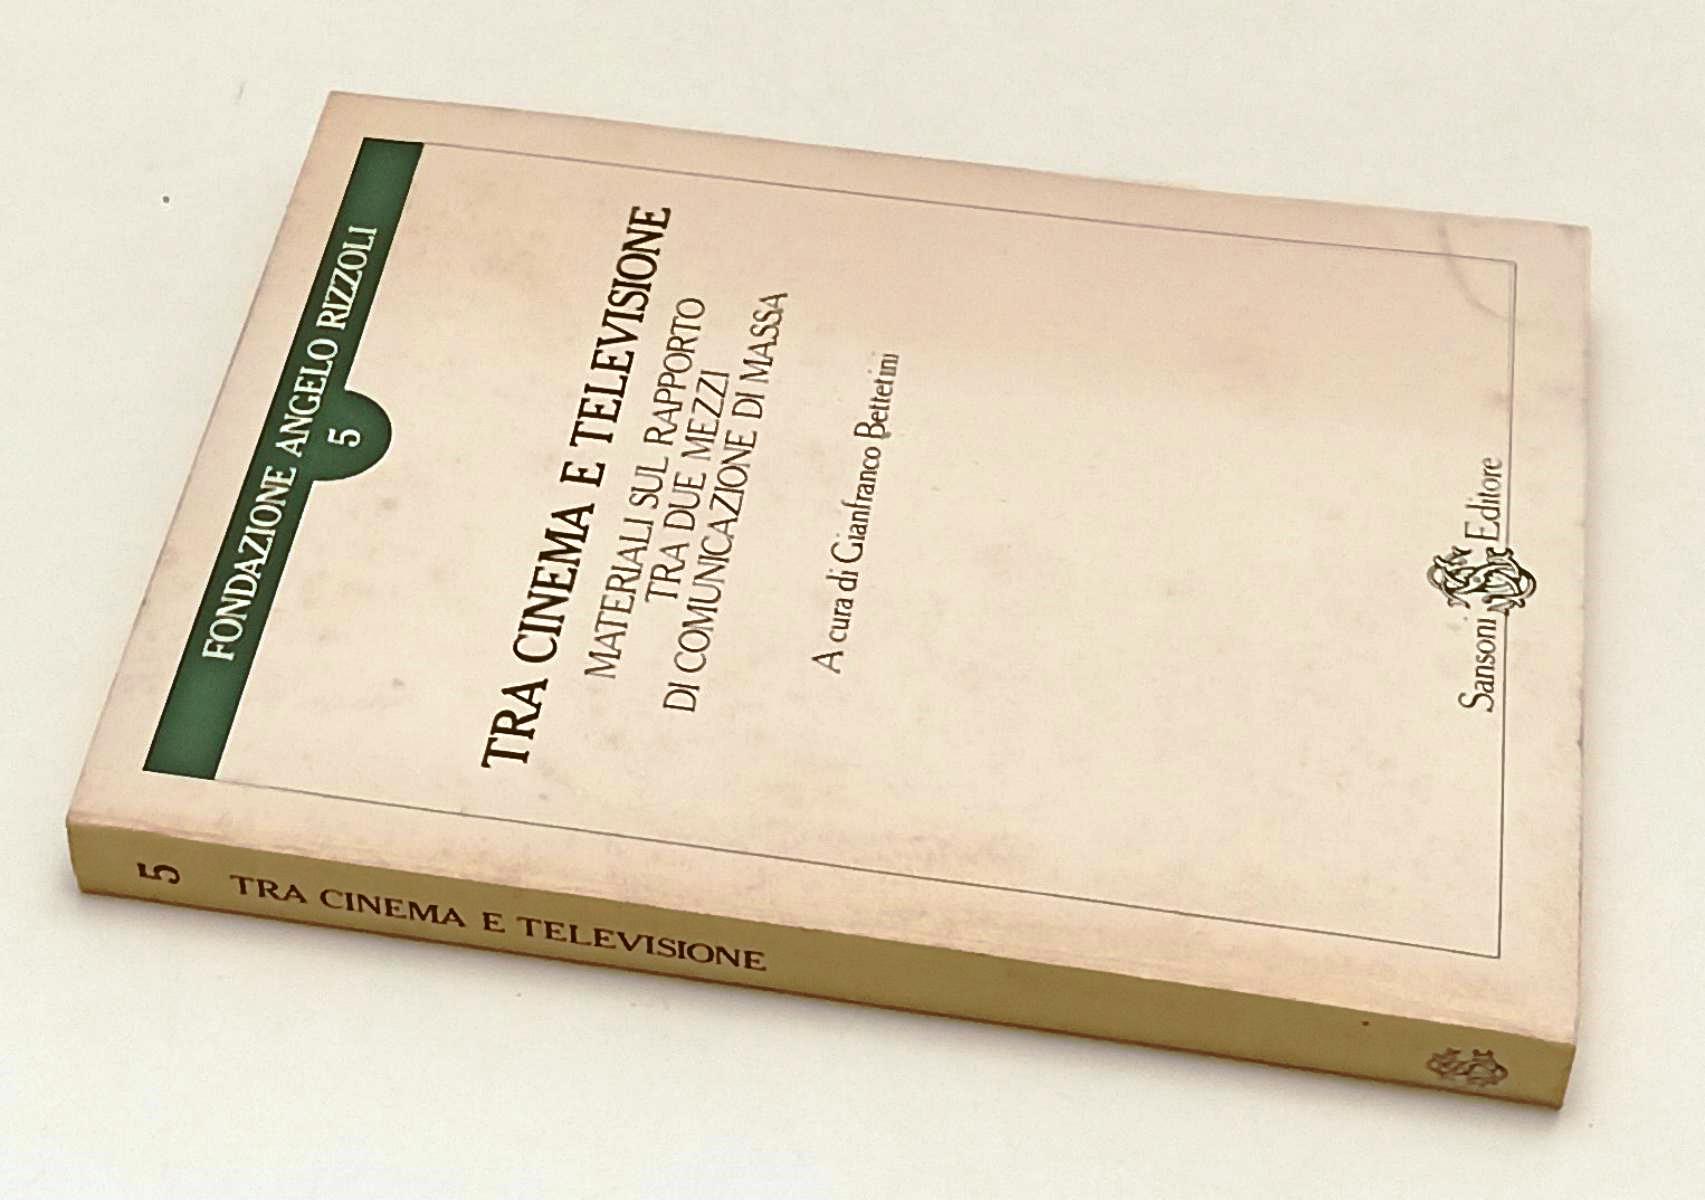 FONDAZIONE ANGELO RIZZOLI
5
TRA CINEMA E TELEVISIONE
MATERIALI SUL RAPPORTO
TRA DUE MEZZI
DI COMUNICAZIONE DI MASSA
A cura di Gianfranco Bettetini
Sansoni Editore
5 TRA CINEMA E TELEVISIONE